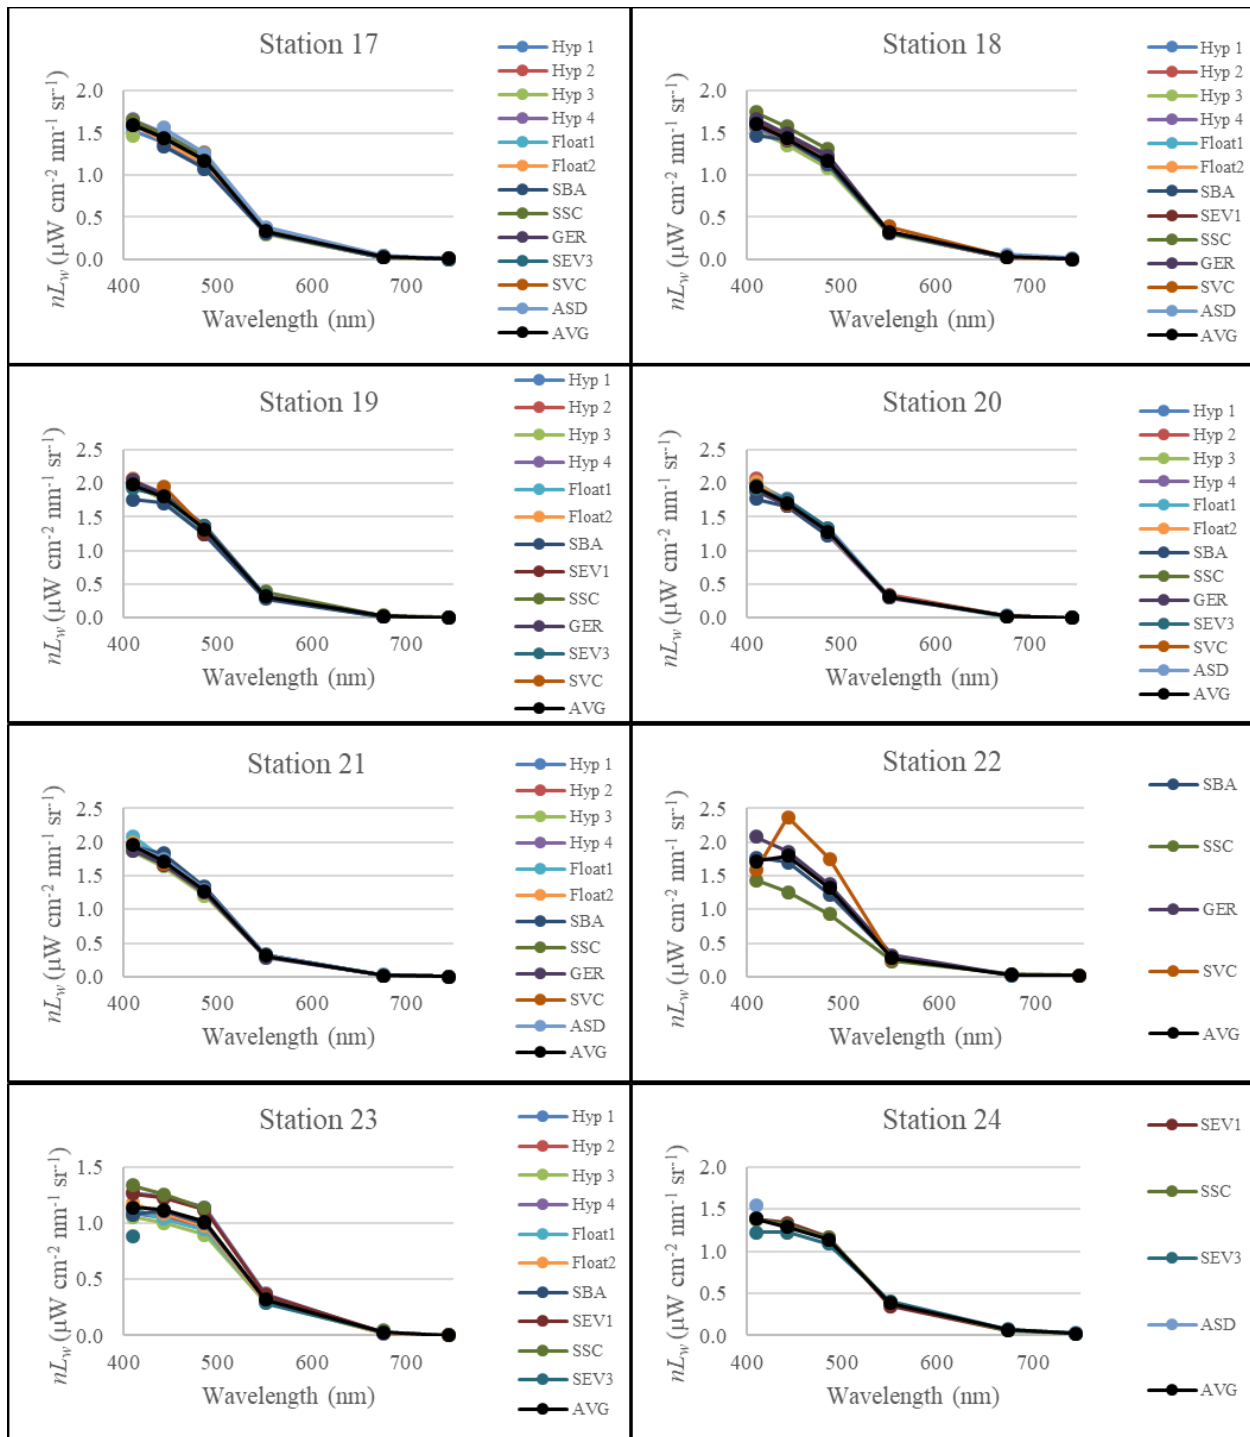 Station 17
nLw (µW cm-2 nm-1 sr-1)
2.0
1.5
1.0
0.5
0.0
400 500 600 700
Wavelength (nm)
Hyp 1
Hyp 2
Hyp 3
Hyp 4
Float1
Float2
SBA
SSC
GER
SEV3
SVC
ASD
AVG
Station 18
nLw (µW cm-2 nm-1 sr-1)
2.0
1.5
1.0
0.5
0.0
400 500 600 700
Wavelengh (nm)
Hyp 1
Hyp 2
Hyp 3
Hyp 4
Float1
Float2
SBA
SEV1
SSC
GER
SVC
ASD
AVG
Station 19
nLw (µW cm-2 nm-1 sr-1)
2.5
2.0
1.5
1.0
0.5
0.0
400 500 600 700
Wavelength (nm)
Hyp 1
Hyp 2
Hyp 3
Hyp 4
Float1
Float2
SBA
SEV1
SSC
GER
SEV3
SVC
AVG
Station 20
nLw (µW cm-2 nm-1 sr-1)
2.5
2.0
1.5
1.0
0.5
0.0
400 500 600 700
Wavelength (nm)
Hyp 1
Hyp 2
Hyp 3
Hyp 4
Float1
Float2
SBA
SSC
GER
SEV3
SVC
ASD
AVG
Station 21
nLw (µW cm-2 nm-1 sr-1)
2.5
2.0
1.5
1.0
0.5
0.0
400 500 600 700
Wavelength (nm)
Hyp 1
Hyp 2
Hyp 3
Hyp 4
Float1
Float2
SBA
SSC
GER
SVC
ASD
AVG
Station 22
nLw (µW cm-2 nm-1 sr-1)
2.5
2.0
1.5
1.0
0.5
0.0
400 500 600 700
Wavelength (nm)
SBA
SSC
GER
SVC
AVG
Station 23
nLw (µW cm-2 nm-1 sr-1)
1.5
1.0
0.5
0.0
400 500 600 700
Wavelength (nm)
Hyp 1
Hyp 2
Hyp 3
Hyp 4
Float1
Float2
SBA
SEV1
SSC
SEV3
AVG
Station 24
nLw (µW cm-2 nm-1 sr-1)
2.0
1.5
1.0
0.5
0.0
400 500 600 700
Wavelength (nm)
SEV1
SSC
SEV3
ASD
AVG